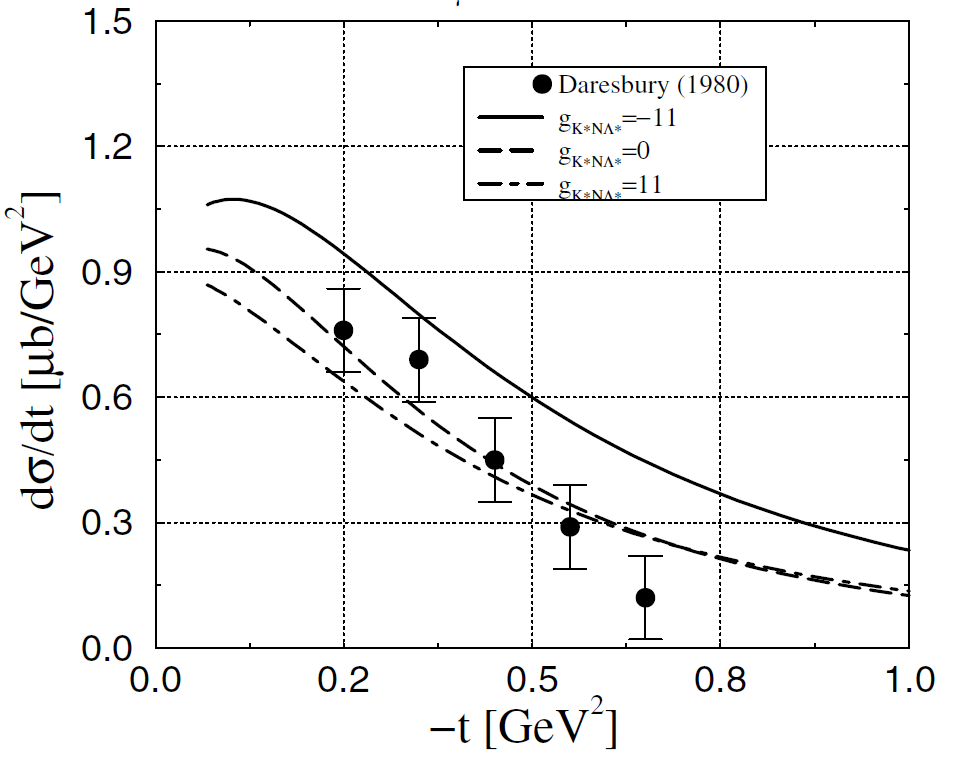 1.5
1.2
0.9
0.6
0.3
0.0
dσ/dt [μb/GeV²]
Daresbury (1980)
g_K*NΛ*=−11
g_K*NΛ*=0
g_K*NΛ*=11
0.0 0.2 0.5 0.8 1.0
−t [GeV²]